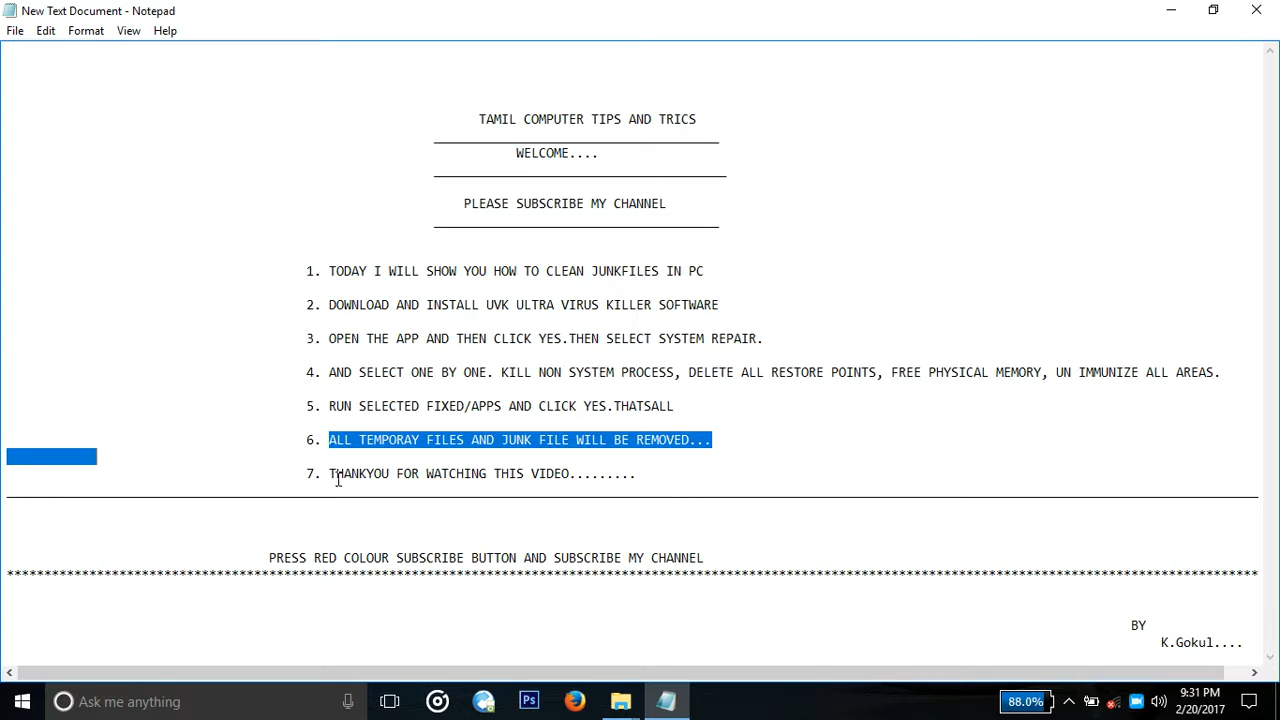 New Text Document - Notepad
File Edit Format View Help
TAMIL COMPUTER TIPS AND TRICS
WELCOME....
PLEASE SUBSCRIBE MY CHANNEL
1. TODAY I WILL SHOW YOU HOW TO CLEAN JUNKFILES IN PC
2. DOWNLOAD AND INSTALL UVK ULTRA VIRUS KILLER SOFTWARE
3. OPEN THE APP AND THEN CLICK YES.THEN SELECT SYSTEM REPAIR.
4. AND SELECT ONE BY ONE. KILL NON SYSTEM PROCESS, DELETE ALL RESTORE POINTS, FREE PHYSICAL MEMORY, UN IMMUNIZE ALL AREAS.
5. RUN SELECTED FIXED/APPS AND CLICK YES.THATSALL
6. ALL TEMPORAY FILES AND JUNK FILE WILL BE REMOVED...
7. THANKYOU FOR WATCHING THIS VIDEO.........
PRESS RED COLOUR SUBSCRIBE BUTTON AND SUBSCRIBE MY CHANNEL
***********************************************************************************************************************************************************************
BY
K.Gokul....
Ask me anything
Ps
88.0%
9:31 PM
2/20/2017